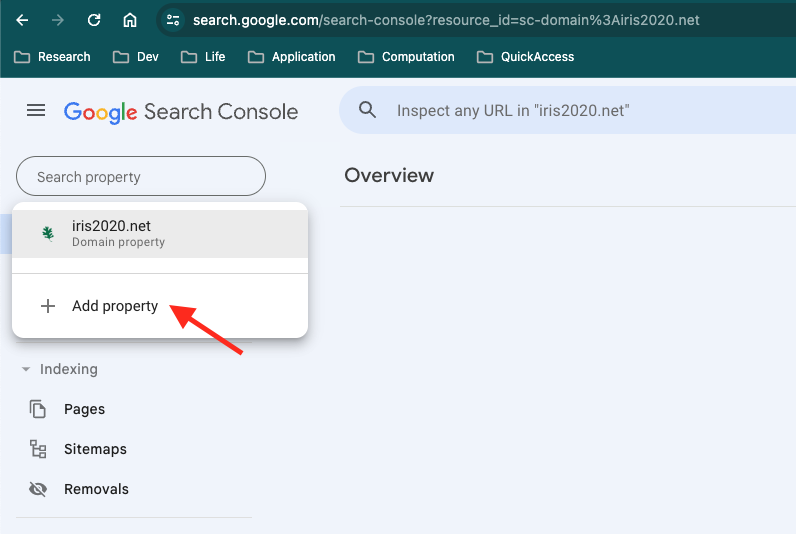 search.google.com/search-console?resource_id=sc-domain%3Airis2020.net
Research Dev Life Application Computation QuickAccess
Google Search Console
Inspect any URL in "iris2020.net"
Search property
Overview
iris2020.net
Domain property
Add property
Indexing
Pages
Sitemaps
Removals